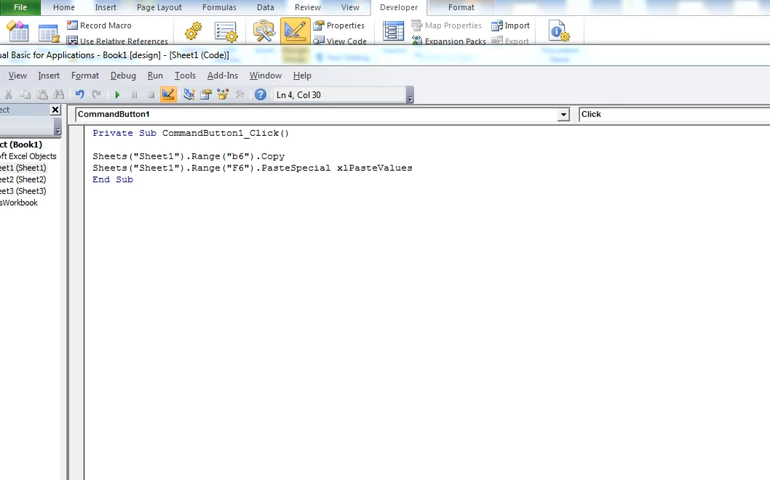 File Home Insert Page Layout Formulas Data Review View Developer Format
Record Macro Properties Map Properties Import
Use Relative References View Code Expansion Packs Export
ual Basic for Applications - Book1 [design] - [Sheet1 (Code)]
View Insert Format Debug Run Tools Add-Ins Window Help
Ln 4, Col 30
ect
CommandButton1 Click
Private Sub CommandButton1_Click()
ct (Book1)
oft Excel Objects
Sheets("Sheet1").Range("b6").Copy
eet1 (Sheet1)
Sheets("Sheet1").Range("F6").PasteSpecial xlPasteValues
eet2 (Sheet2)
End Sub
eet3 (Sheet3)
sWorkbook